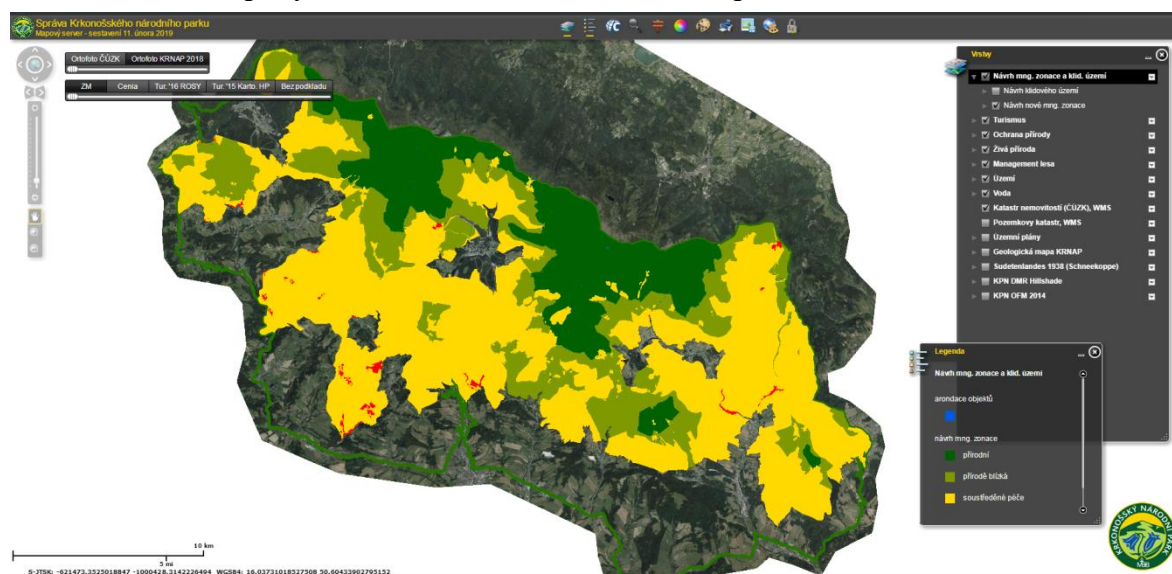 Správa Krkonošského národního parku
Mapový server - sestavení 11. února 2019
Ortofoto ČÚZK Ortofoto KRNAP 2018
ZM Cenia Tur. '16 ROSY Tur. '15 Karto. HP Bez podkladu
Vrstvy
Návrh mng. zonace a klid. území
Návrh klidového území
Návrh nové mng. zonace
Turismus
Ochrana přírody
Živá příroda
Management lesa
Území
Voda
Katastr nemovitostí (ČÚZK), WMS
Pozemkovy katastr, WMS
Územní plány
Geologická mapa KRNAP
Sudetenlandes 1938 (Schneekoppe)
KPN DMR Hillshade
KPN OFM 2014
Legenda
Návrh mng. zonace a klid. území
arondace objektů
návrh mng. zonace
přírodní
přírodě blízká
soustředěné péče
KRKONOŠSKÝ NÁRODNÍ PARK
MaB
10 km
5 mi
S-JTSK: -621473.3525018847 -1000428.3142226494 WGS84: 16.03731018527508 50.60433902795152